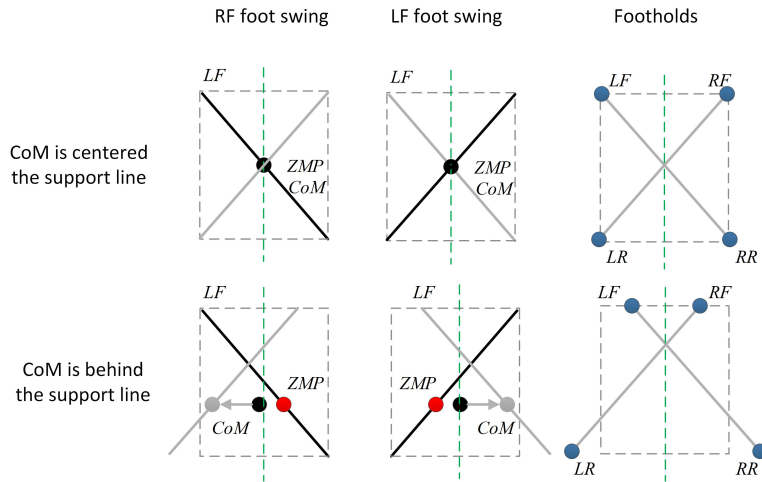 RF foot swing
LF foot swing
Footholds
CoM is centered
the support line
LF
ZMP
CoM
LF
ZMP
CoM
LF
RF
LR
RR
CoM is behind
the support line
LF
ZMP
CoM
LF
ZMP
CoM
LF
RF
LR
RR